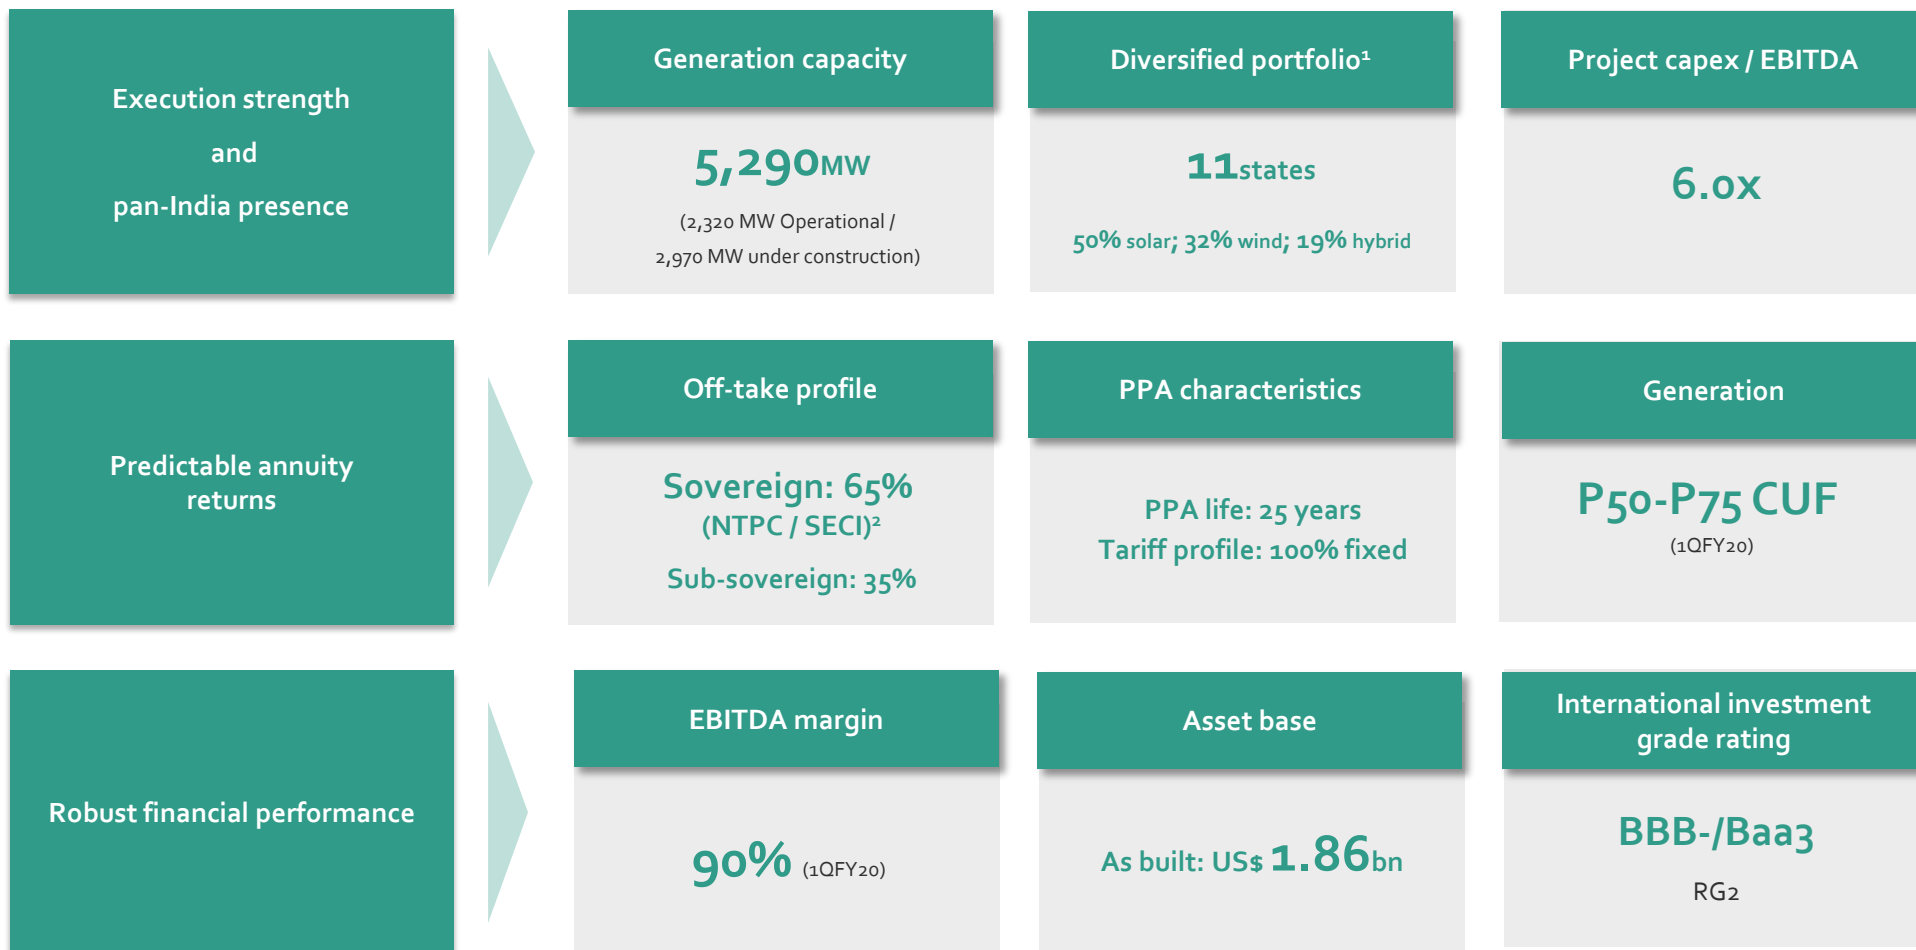 Execution strength
and
pan-India presence
Generation capacity
5,290MW
(2,320 MW Operational /
2,970 MW under construction)
Diversified portfolio¹
11states
50% solar; 32% wind; 19% hybrid
Project capex / EBITDA
6.0x
Predictable annuity
returns
Off-take profile
Sovereign: 65%
(NTPC / SECI)²
Sub-sovereign: 35%
PPA characteristics
PPA life: 25 years
Tariff profile: 100% fixed
Generation
P50-P75 CUF
(1QFY20)
Robust financial performance
EBITDA margin
90% (1QFY20)
Asset base
As built: US$ 1.86bn
International investment
grade rating
BBB-/Baa3
RG2